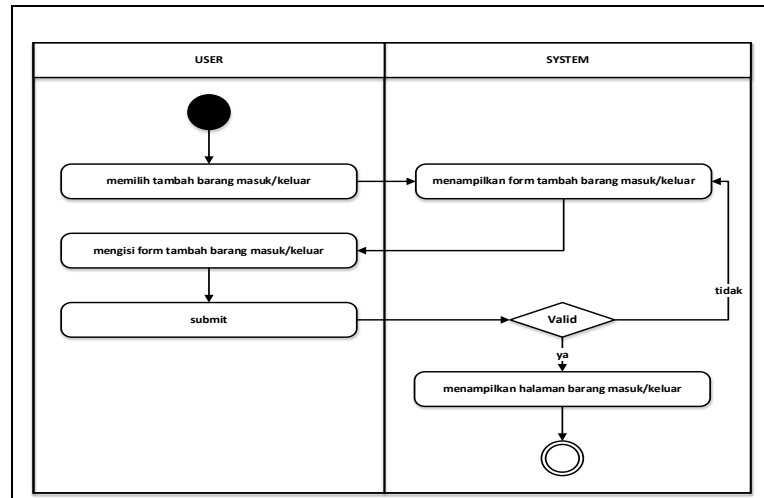 USER
SYSTEM
memilih tambah barang masuk/keluar
menampilkan form tambah barang masuk/keluar
mengisi form tambah barang masuk/keluar
tidak
submit
Valid
ya
menampilkan halaman barang masuk/keluar